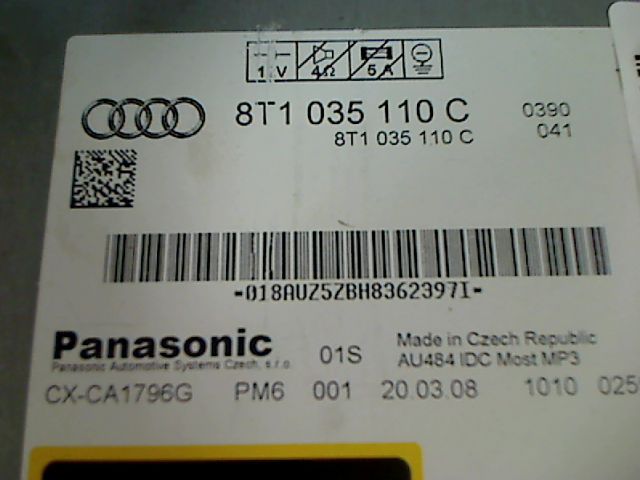 12V 4Ω 5A
8T1 035 110 C 0390
8T1 035 110 C 041
-018AUZ5ZBH8362397I-
Panasonic
Panasonic Automotive Systems Czech, s.r.o.
01S
Made in Czech Republic
AU484 IDC Most MP3
CX-CA1796G PM6 001 20.03.08 1010 025